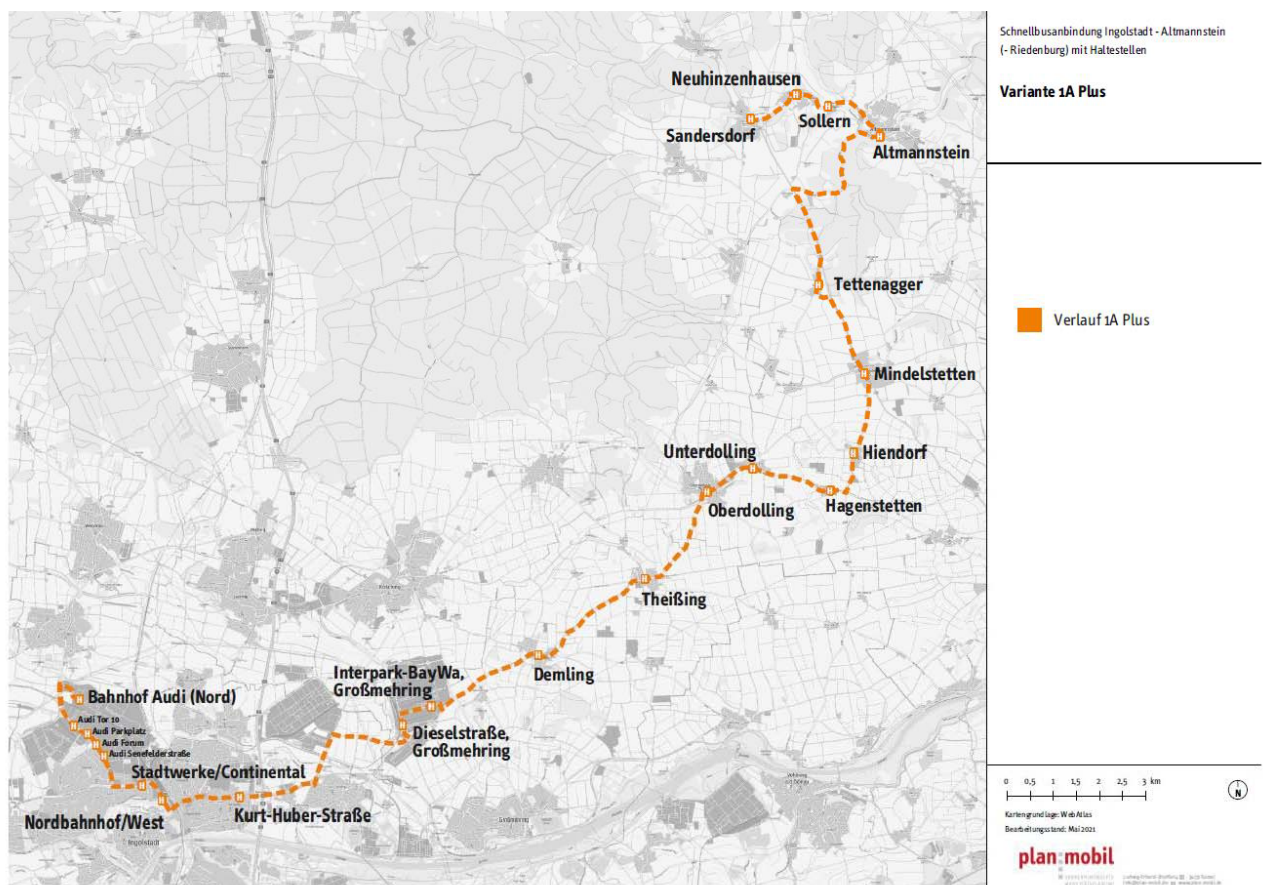 Schnellbusanbindung Ingolstadt - Altmannstein
(- Riedenburg) mit Haltestellen
Variante 1A Plus
Verlauf 1A Plus
Neuhinzenhausen
H
H
Sollern
H
Sandersdorf
H
Altmannstein
H
Tettenagger
H
Mindelstetten
H
Hiendorf
Unterdolling
H
H
Oberdolling
H
Hagenstetten
H
Theißing
H
Demling
Interpark-BayWa,
Großmehring
H
H
Dieselstraße,
Großmehring
H
Bahnhof Audi (Nord)
H
Audi Tor 10
H
Audi Parkplatz
H
Audi Forum
H
Audi Senefelderstraße
Stadtwerke/Continental
H
H
Nordbahnhof/West
H
Kurt-Huber-Straße
Ingolstadt
0 0,5 1 1,5 2 2,5 3 km
N
Kartengrundlage: WebAtlas
Bearbeitungsstand: Mai 2021
plan:mobil